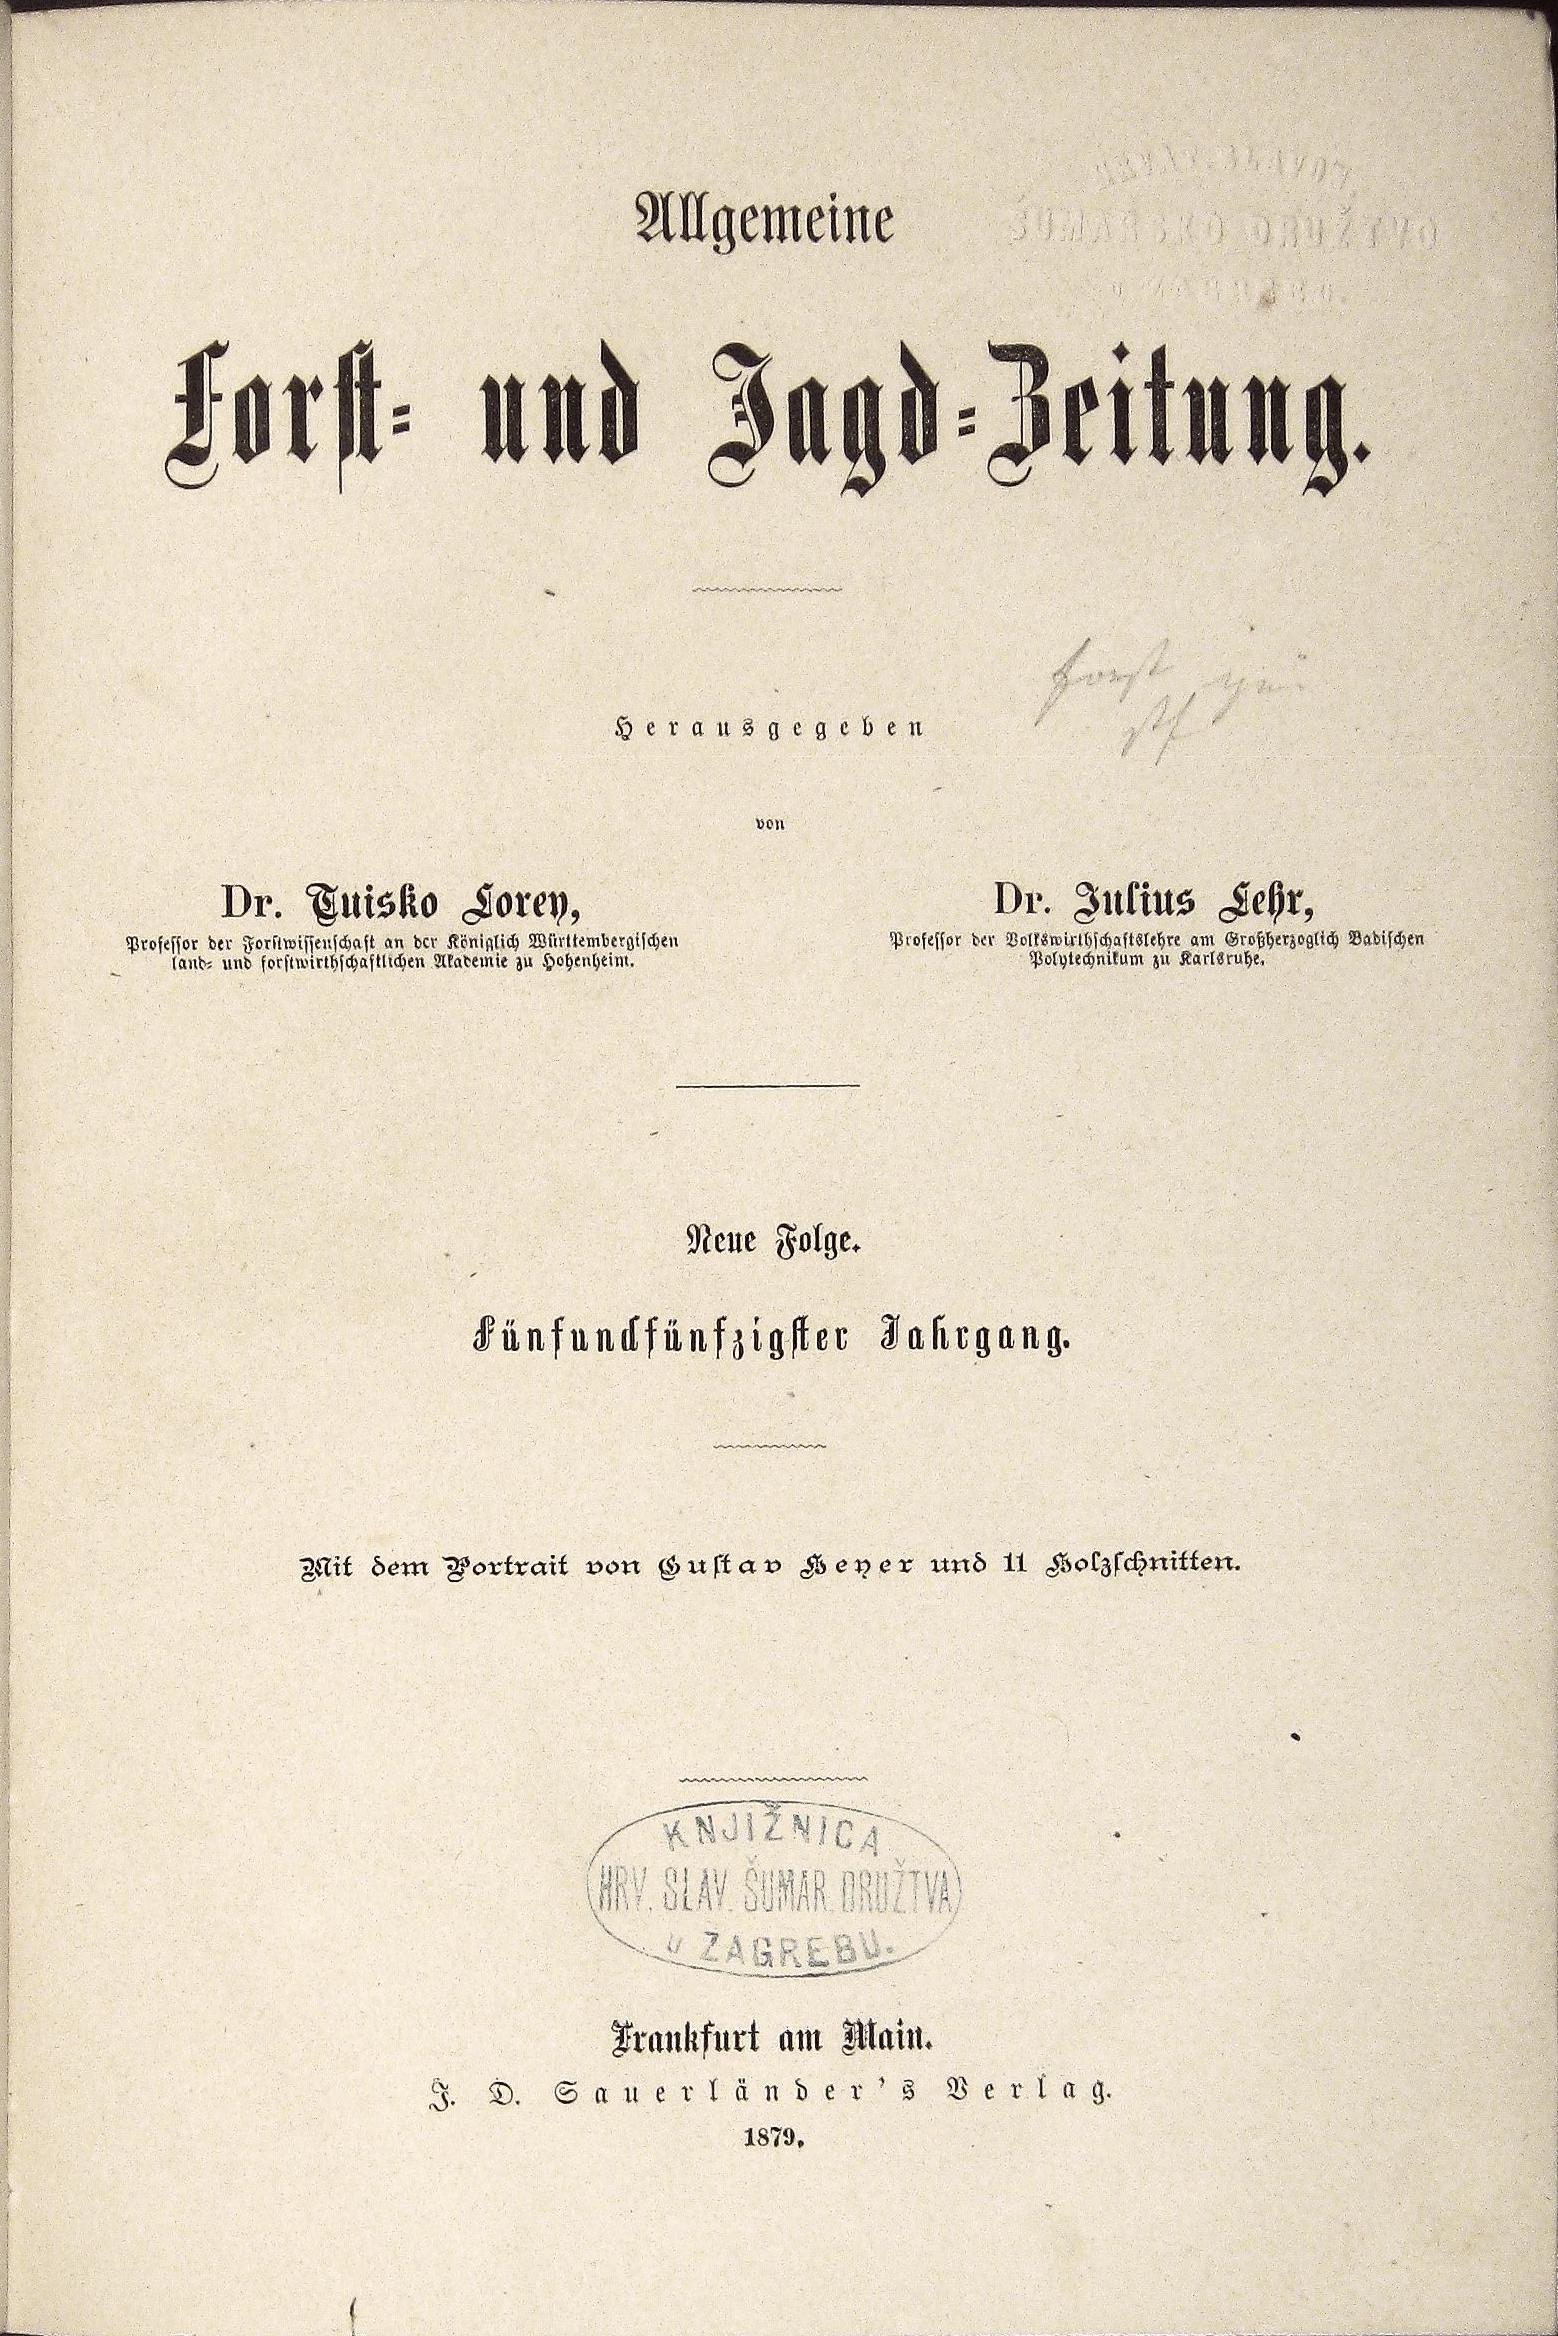 Allgemeine
Forst- und Jagd-Zeitung.
Herausgegeben
von
Dr. Tuisko Lorey,
Professor der Forstwissenschaft an der Königlich Württembergischen
land- und forstwirthschaftlichen Akademie zu Hohenheim.
Dr. Julius Lehr,
Professor der Volkswirthschaftslehre am Großherzoglich Badischen
Polytechnikum zu Karlsruhe.
Neue Folge.
Fünfundfünfzigster Jahrgang.
Mit dem Portrait von Gustav Heyer und 11 Holzschnitten.
KNJIŽNICA
HRV. SLAV. ŠUMAR. DRUŽTVA
U ZAGREBU.
Frankfurt am Main.
J. D. Sauerländer's Verlag.
1879.